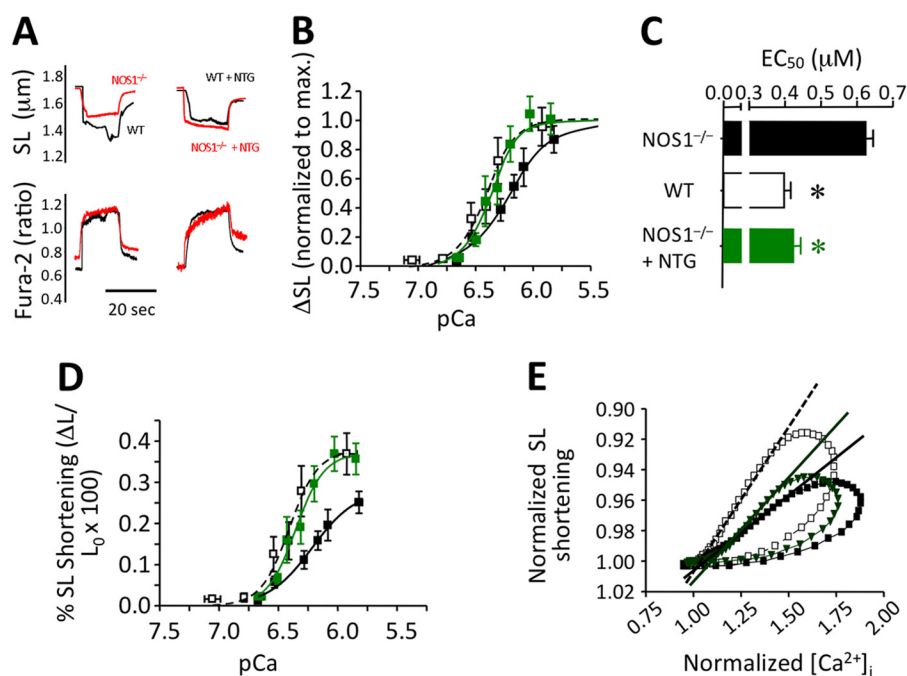 A
SL (µm)
1.8
1.6
1.4
1.2
NOS1⁻/⁻
WT
WT + NTG
NOS1⁻/⁻ + NTG
Fura-2 (ratio)
1.2
1.0
0.8
0.6
0.4
20 sec
B
ΔSL (normalized to max.)
1.2
1.0
0.8
0.6
0.4
0.2
0.0
7.5 7.0 6.5 6.0 5.5
pCa
C
EC₅₀ (µM)
0.0 0.0 0.3 0.4 0.5 0.6 0.7
NOS1⁻/⁻
WT
*
NOS1⁻/⁻
+ NTG
*
D
% SL Shortening (ΔL/
L₀ x 100)
0.4
0.3
0.2
0.1
0.0
7.5 7.0 6.5 6.0 5.5
pCa
E
Normalized SL
shortening
0.90
0.92
0.94
0.96
0.98
1.00
1.02
0.75 1.00 1.25 1.50 1.75 2.00
Normalized [Ca²⁺]ᵢ